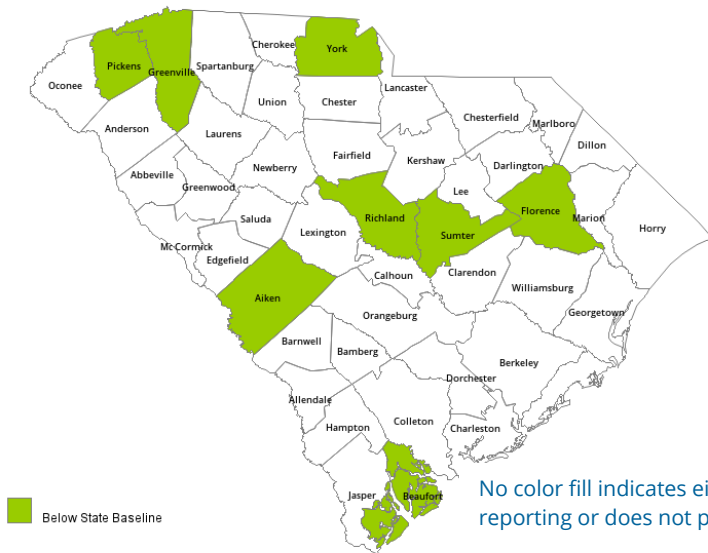 Cherokee
York
Pickens
Greenville
Spartanburg
Oconee
Lancaster
Union
Chester
Chesterfield
Marlboro
Anderson
Laurens
Dillon
Fairfield
Kershaw
Darlington
Abbeville
Newberry
Greenwood
Lee
Saluda
Richland
Florence
Marion
Horry
Lexington
Sumter
Mc Cormick
Edgefield
Calhoun
Clarendon
Williamsburg
Aiken
Orangeburg
Georgetown
Barnwell
Bamberg
Berkeley
Dorchester
Allendale
Colleton
Hampton
Charleston
Jasper
Beaufort
No color fill indicates ei
reporting or does not p
Below State Baseline